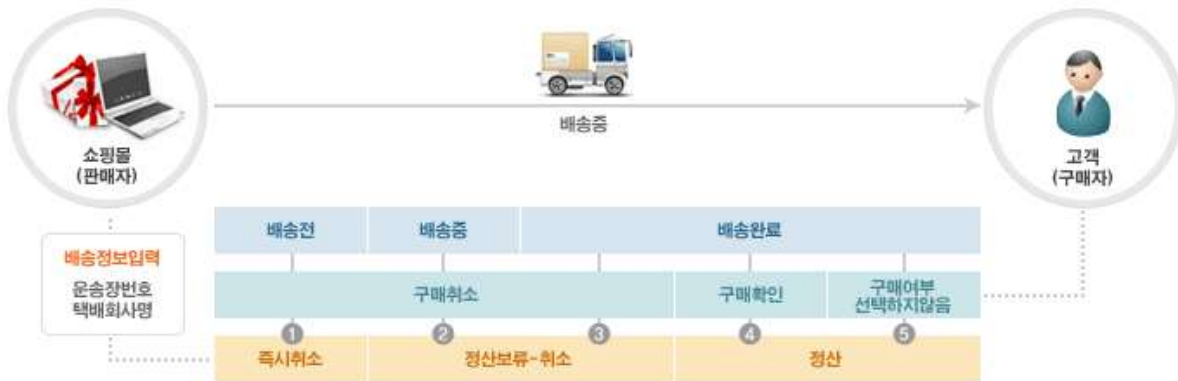 배송중
쇼핑몰
(판매자)
고객
(구매자)
배송전
배송중
배송완료
배송정보입력
운송장번호
택배회사명
구매취소
구매확인
구매여부
선택하지않음
1
2
3
4
5
즉시취소
정산보류-취소
정산